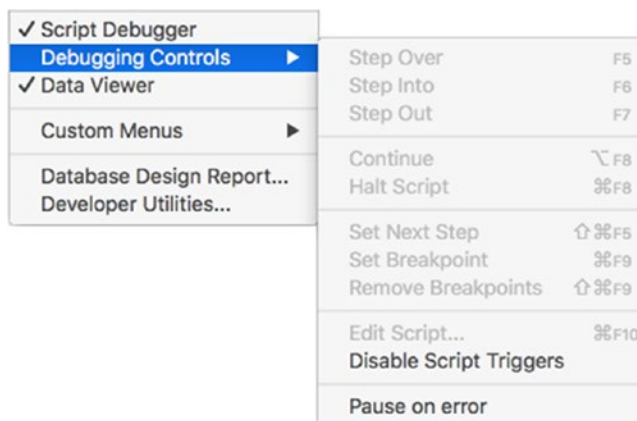 ✓ Script Debugger
Debugging Controls ▶
✓ Data Viewer
Custom Menus ▶
Database Design Report...
Developer Utilities...
Step Over F5
Step Into F6
Step Out F7
Continue ⌥F8
Halt Script ⌘F8
Set Next Step ⇧⌘F5
Set Breakpoint ⌘F9
Remove Breakpoints ⇧⌘F9
Edit Script... ⌘F10
Disable Script Triggers
Pause on error